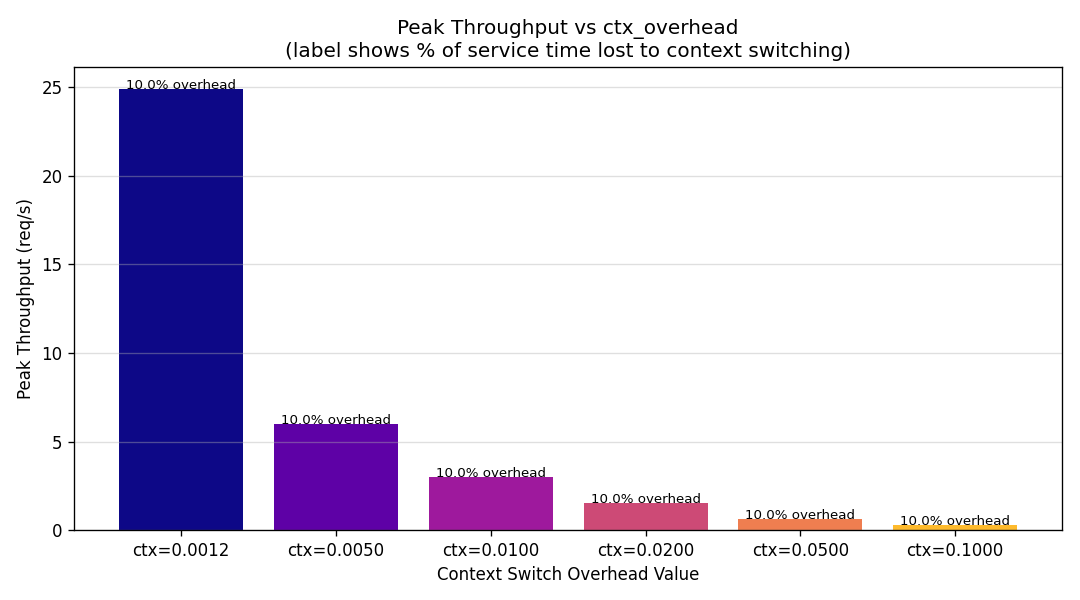 Peak Throughput vs ctx_overhead
(label shows % of service time lost to context switching)
Peak Throughput (req/s)
25
20
15
10
5
0
10.0% overhead
10.0% overhead
10.0% overhead
10.0% overhead
10.0% overhead
10.0% overhead
ctx=0.0012
ctx=0.0050
ctx=0.0100
ctx=0.0200
ctx=0.0500
ctx=0.1000
Context Switch Overhead Value